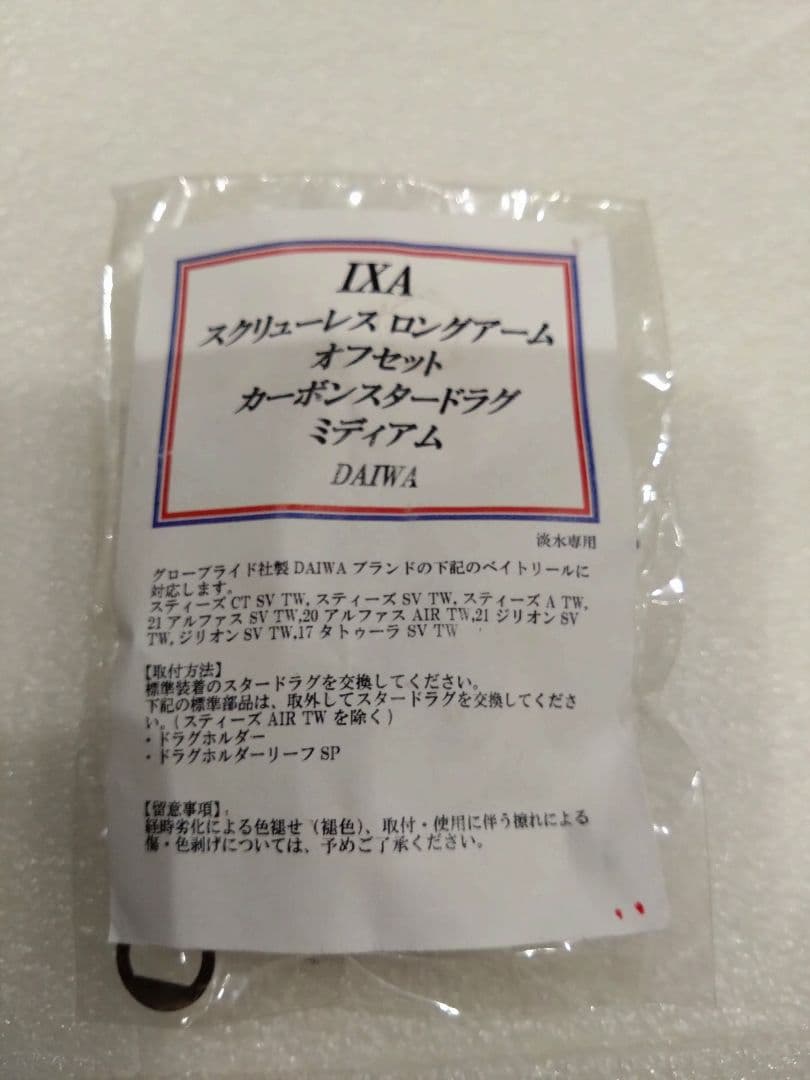 IXA
スクリューレス ロングアーム
オフセット
カーボンスタードラグ
ミディアム
DAIWA
淡水専用
グローブライド社製 DAIWA ブランドの下記のベイトリールに
対応します。
スティーズ CT SV TW, スティーズ SV TW, スティーズ A TW,
21 アルファス SV TW,20 アルファス AIR TW,21 ジリオン SV
TW, ジリオン SV TW,17 タトゥーラ SV TW
【取付方法】
標準装着のスタードラグを交換してください。
下記の標準部品は、取外してスタードラグを交換してくださ
い。( スティーズ AIR TW を除く )
・ドラグホルダー
・ドラグホルダーリーフ SP
【留意事項】
経時劣化による色褪せ（褪色）、取付・使用に伴う擦れによる
傷・色剥げについては、予めご了承ください。